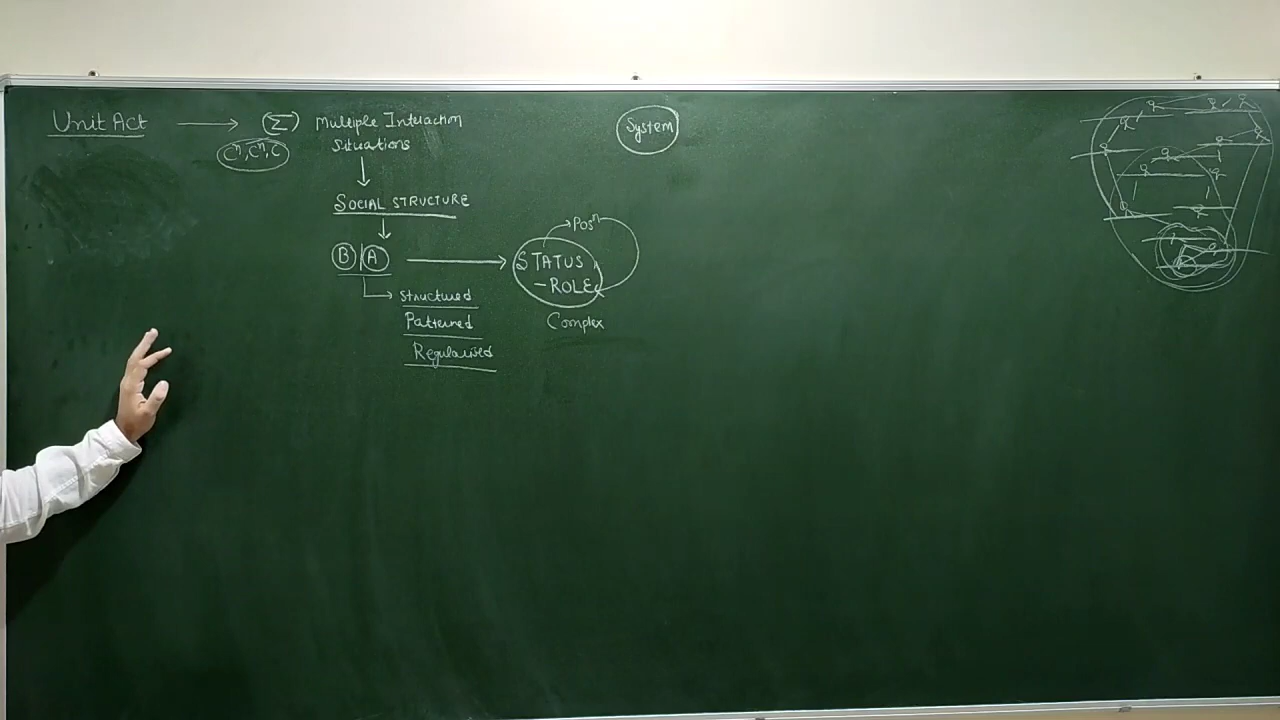 Unit Act → (Σ) Multiple Interaction
Situations
Cⁿ, Cⁿ, C
System
↓
SOCIAL STRUCTURE
↓
B | A → STATUS
- ROLE
Posⁿ
Complex
Structured
Patterned
Regularised